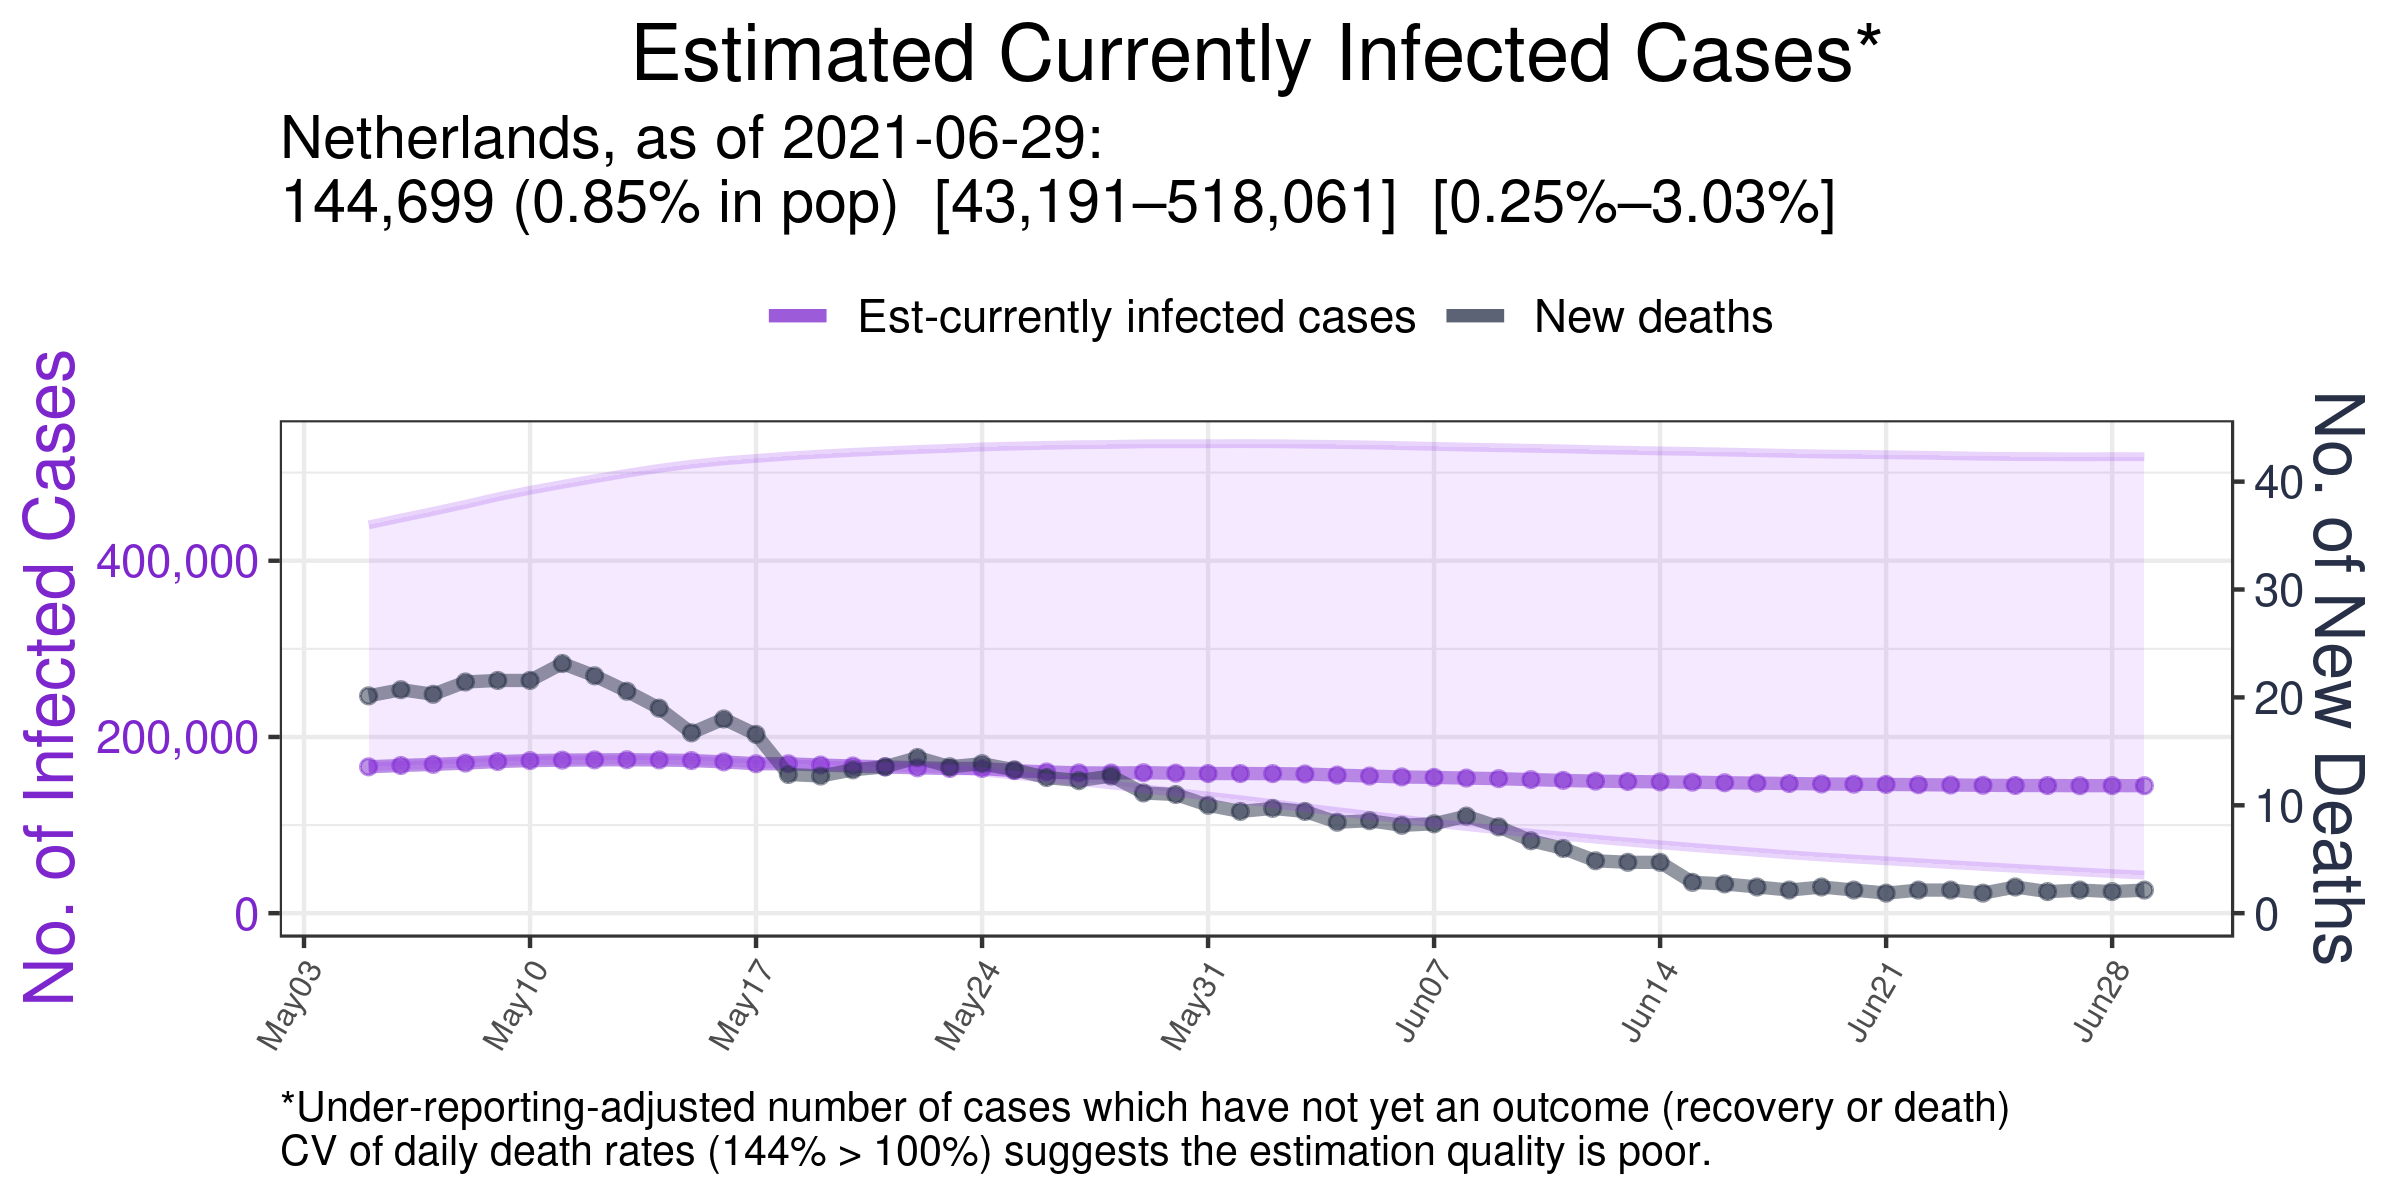 Estimated Currently Infected Cases*
Netherlands, as of 2021-06-29:
144,699 (0.85% in pop) [43,191–518,061] [0.25%–3.03%]
Est-currently infected cases New deaths
No. of Infected Cases
400,000
200,000
0
40
30
20
10
0
No. of New Deaths
May03 May10 May17 May24 May31 Jun07 Jun14 Jun21 Jun28
*Under-reporting-adjusted number of cases which have not yet an outcome (recovery or death)
CV of daily death rates (144% > 100%) suggests the estimation quality is poor.